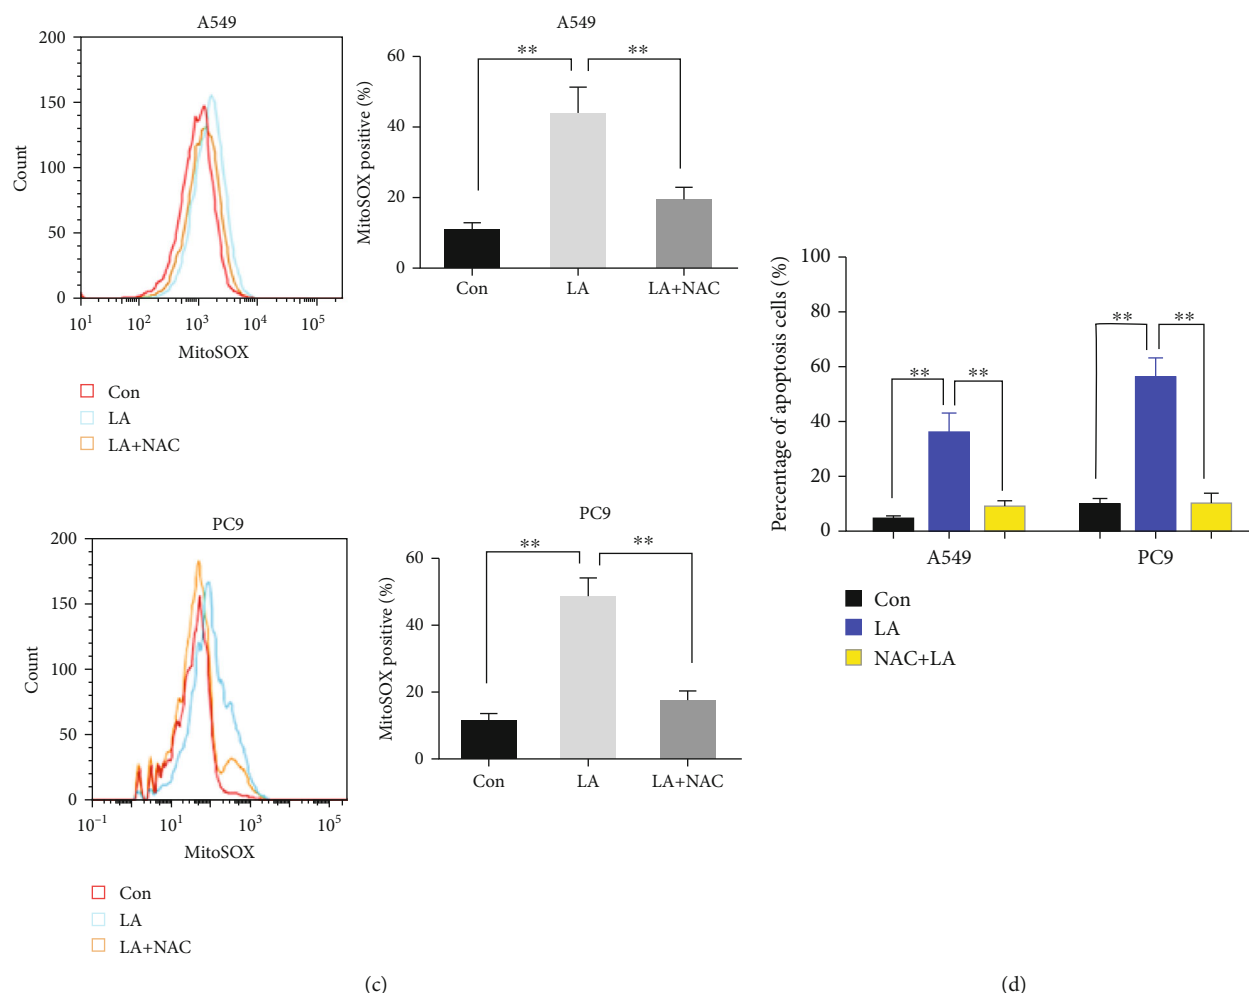 A549
200
150
100
50
0
Count
10¹ 10² 10³ 10⁴ 10⁵
MitoSOX
Con
LA
LA+NAC
A549
60
40
20
0
MitoSOX positive (%)
** **
Con LA LA+NAC
PC9
200
150
100
50
0
Count
10⁻¹ 10¹ 10³ 10⁵
MitoSOX
Con
LA
LA+NAC
PC9
60
40
20
0
MitoSOX positive (%)
** **
Con LA LA+NAC
(c)
100
80
60
40
20
0
Percentage of apoptosis cells (%)
** ** ** **
A549 PC9
Con
LA
NAC+LA
(d)